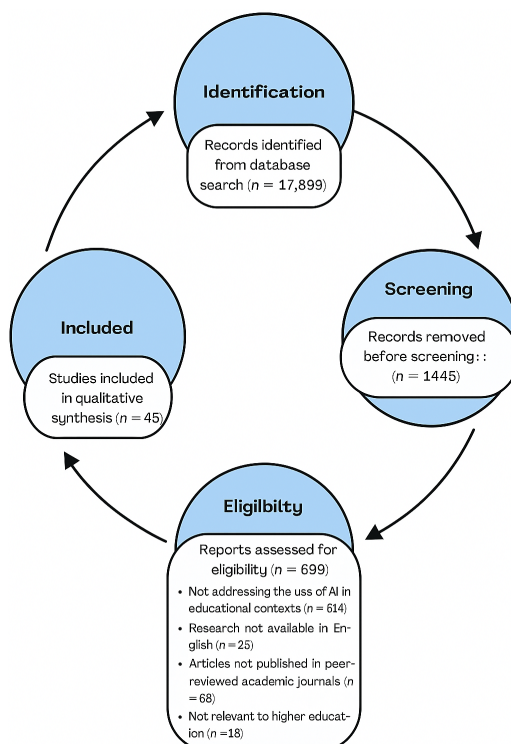 Identification
Records identified
from database
search (n = 17,899)
Screening
Records removed
before screening::
(n = 1445)
Included
Studies included
in qualitative
synthesis (n = 45)
Eligilbilty
Reports assessed for
eligibility (n = 699)
• Not addressing the use of AI in
educational contexts (n = 614)
• Research not available in En-
glish (n =25)
• Articles not published in peer-
reviewed academic journals (n
= 68)
• Not relevant to higher educat-
ion (n =18)